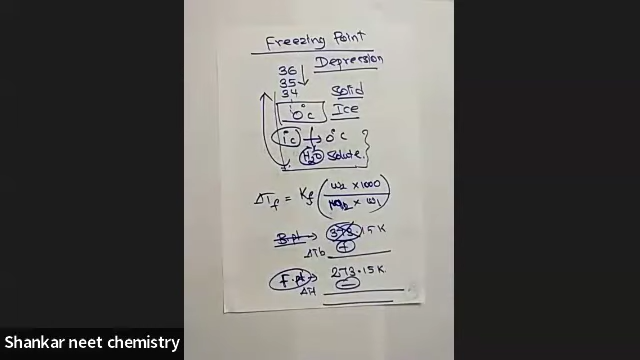 Freezing Point
Depression
36
35
34
Solid
0°C
Ice
1°C → 0°C
H₂O Solute
ΔTf = Kf (w₂ × 1000 / × w₁)
B.pt → 373.15 K
ΔTb +
F.pt → 273.15 K.
ΔTf −
Shankar neet chemistry